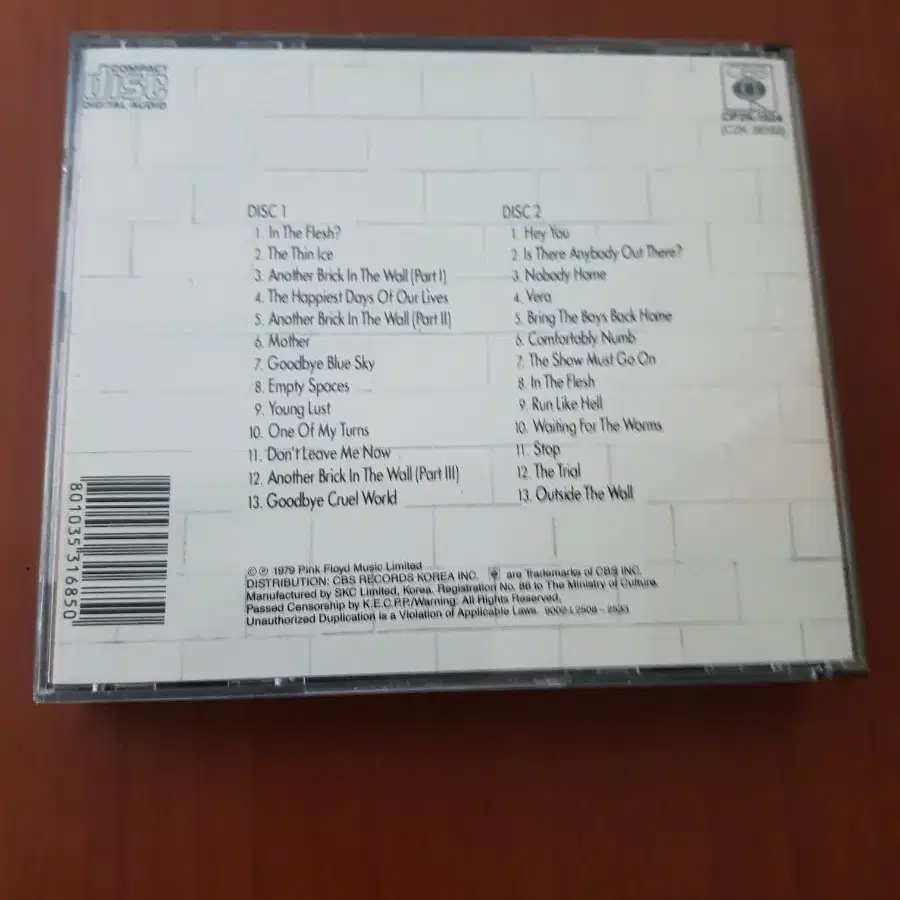 COMPACT
disc
DIGITAL AUDIO
DISC 1
1. In The Flesh?
2. The Thin Ice
3. Another Brick In The Wall (Part I)
4. The Happiest Days Of Our Lives
5. Another Brick In The Wall (Part II)
6. Mother
7. Goodbye Blue Sky
8. Empty Spaces
9. Young Lust
10. One Of My Turns
11. Don't Leave Me Now
12. Another Brick In The Wall (Part III)
13. Goodbye Cruel World
DISC 2
1. Hey You
2. Is There Anybody Out There?
3. Nobody Home
4. Vera
5. Bring The Boys Back Home
6. Comfortably Numb
7. The Show Must Go On
8. In The Flesh
9. Run Like Hell
10. Waiting For The Worms
11. Stop
12. The Trial
13. Outside The Wall
8010353 16850
©℗ 1979 Pink Floyd Music Limited
DISTRIBUTION: CBS RECORDS KOREA INC. are Trademarks of CBS INC.
Manufactured by SKC Limited, Korea. Registration No. 86 to The Ministry of Culture.
Passed Censorship by K.E.C.P.P./Warning: All Rights Reserved.
Unauthorized Duplication is a Violation of Applicable Laws.